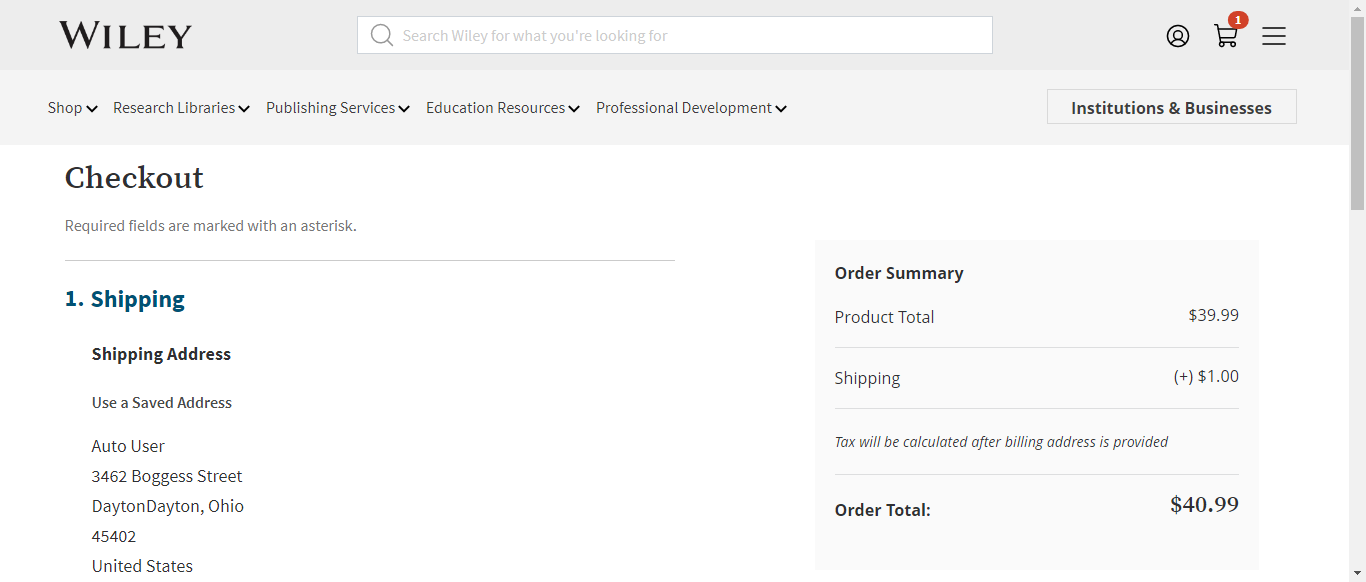 WILEY
Search Wiley for what you're looking for
1
Shop Research Libraries Publishing Services Education Resources Professional Development Institutions & Businesses
Checkout
Required fields are marked with an asterisk.
1. Shipping
Shipping Address
Use a Saved Address
Auto User
3462 Boggess Street
DaytonDayton, Ohio
45402
United States
Order Summary
Product Total $39.99
Shipping (+) $1.00
Tax will be calculated after billing address is provided
Order Total: $40.99